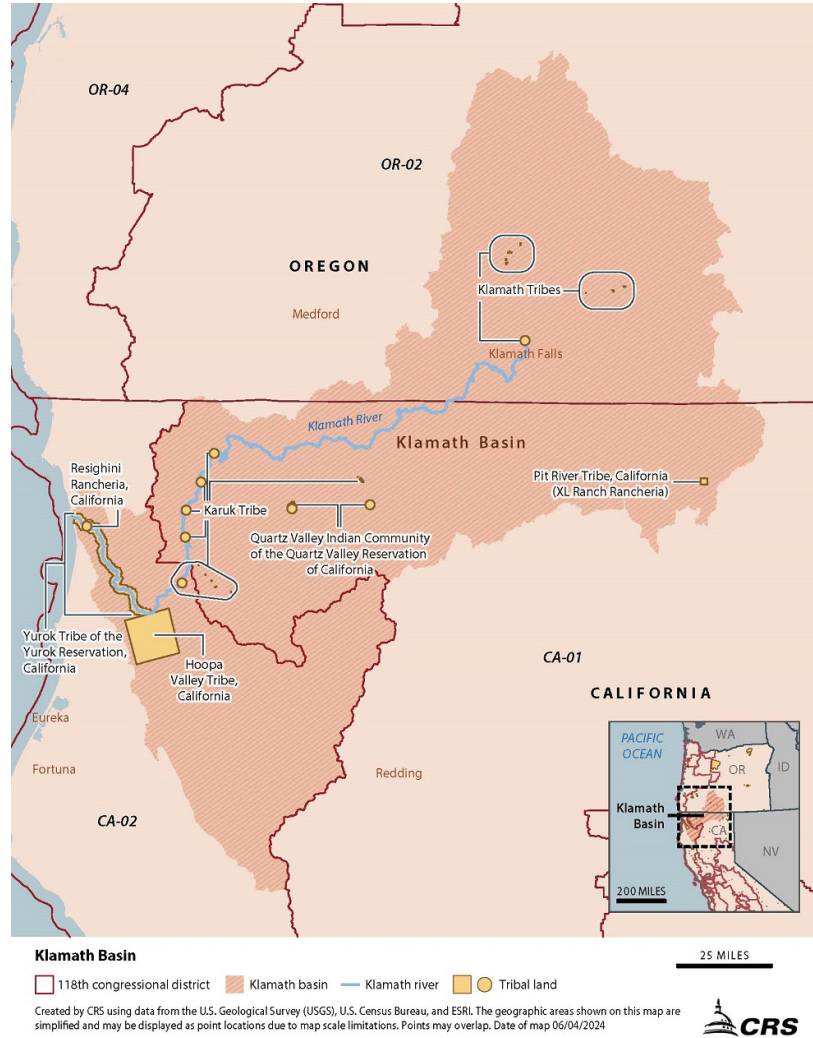 OR-04
OR-02
OREGON
Klamath Tribes
Medford
Klamath Falls
Klamath River
Klamath Basin
Resighini
Rancheria,
California
Pit River Tribe, California
(XL Ranch Rancheria)
Karuk Tribe
Quartz Valley Indian Community
of the Quartz Valley Reservation
of California
Yurok Tribe of the
Yurok Reservation,
California
Hoopa
Valley Tribe,
California
CA-01
CALIFORNIA
Eureka
Fortuna
Redding
CA-02
PACIFIC
OCEAN
WA
OR
ID
Klamath
Basin
CA
NV
200 MILES
Klamath Basin
25 MILES
118th congressional district
Klamath basin
Klamath river
Tribal land
Created by CRS using data from the U.S. Geological Survey (USGS), U.S. Census Bureau, and ESRI. The geographic areas shown on this map are
simplified and may be displayed as point locations due to map scale limitations. Points may overlap. Date of map 06/04/2024
CRS